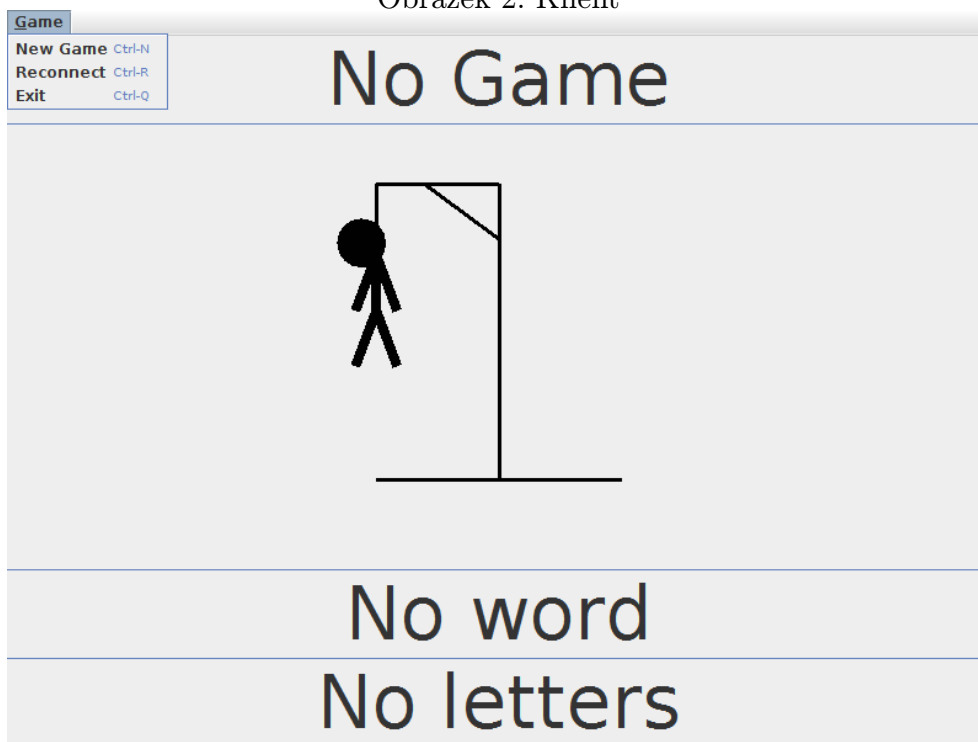 Obrázek 2: Klient
Game
New Game Ctrl-N
Reconnect Ctrl-R
Exit Ctrl-Q
No Game
No word
No letters